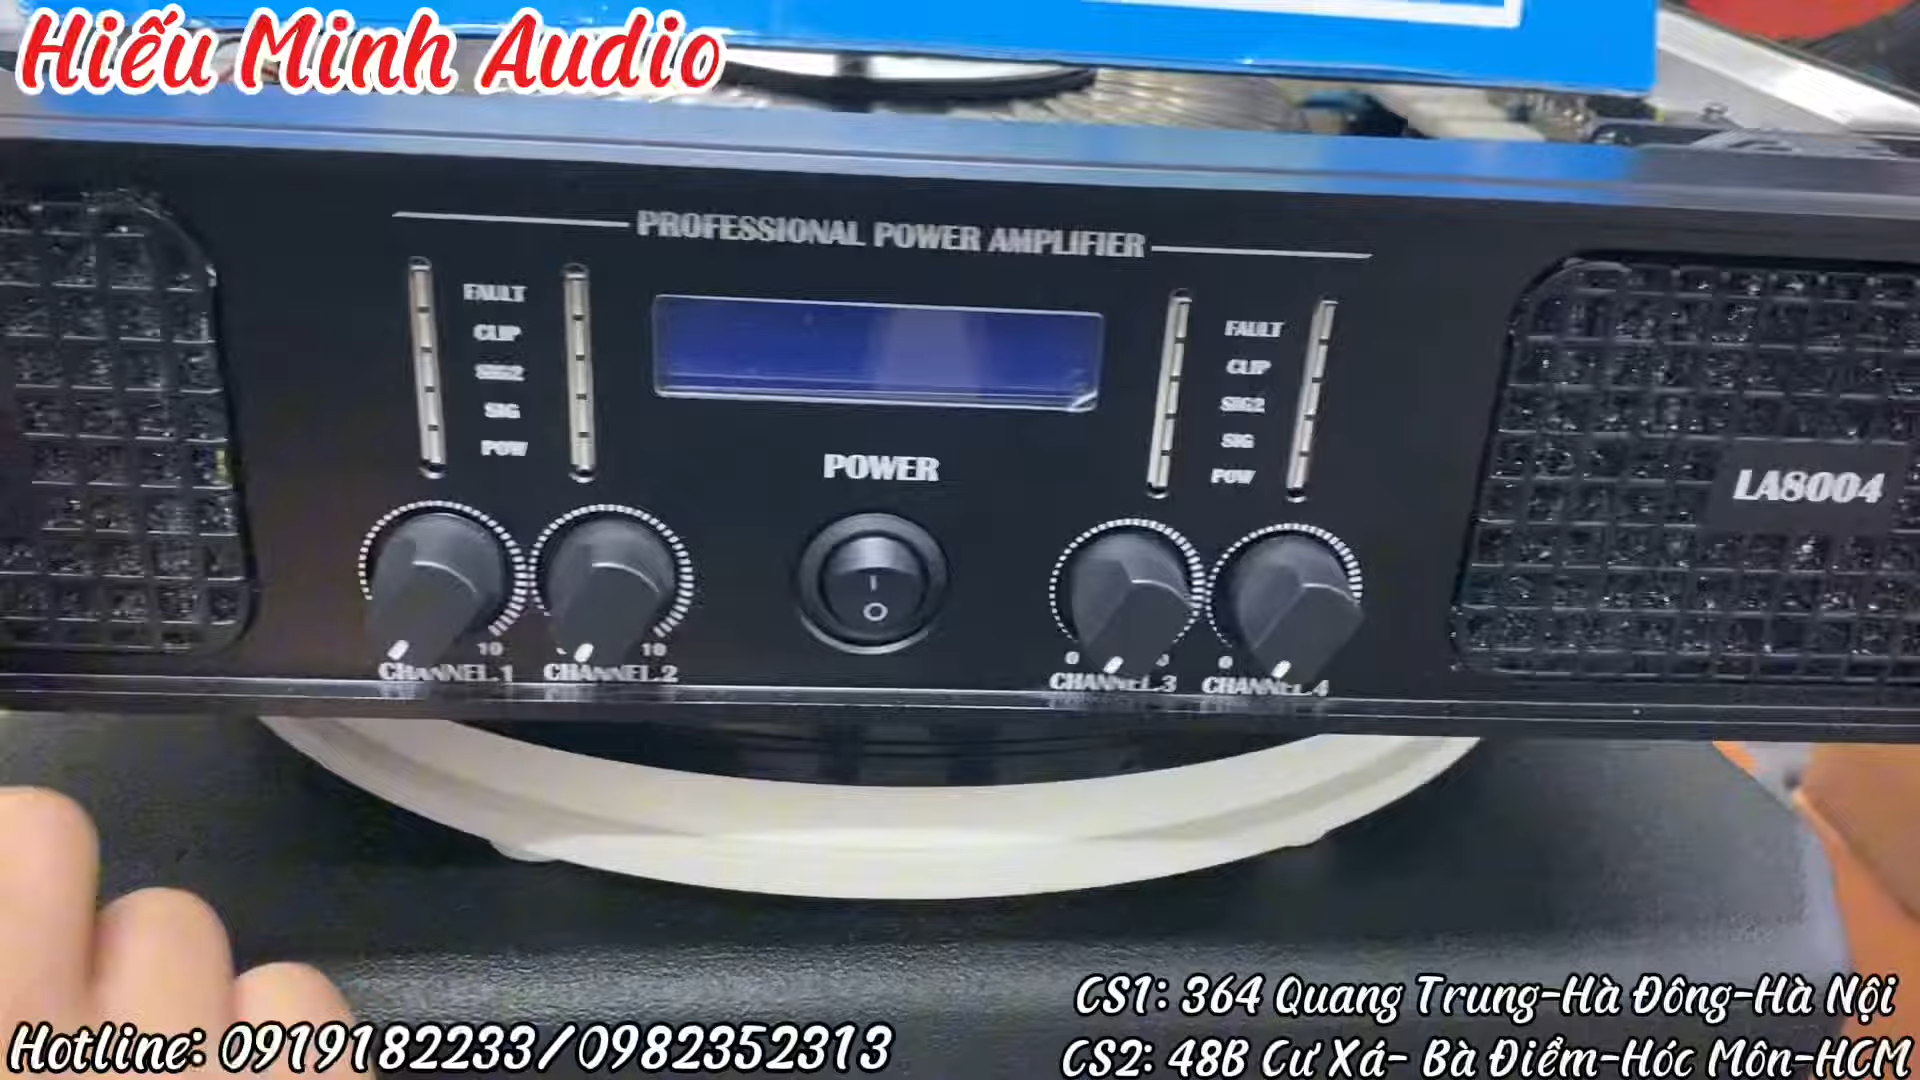 Hiếu Minh Audio
PROFESSIONAL POWER AMPLIFIER
FAULT
CLIP
SIG2
SIG
POW
FAULT
CLIP
SIG2
SIG
POW
POWER
LA8004
10
10
0
0
CHANNEL.1
CHANNEL.2
CHANNEL.3
CHANNEL.4
CS1: 364 Quang Trung-Hà Đông-Hà Nội
Hotline: 0919182233/0982352313
CS2: 48B Cư Xá- Bà Điểm-Hóc Môn-HCM